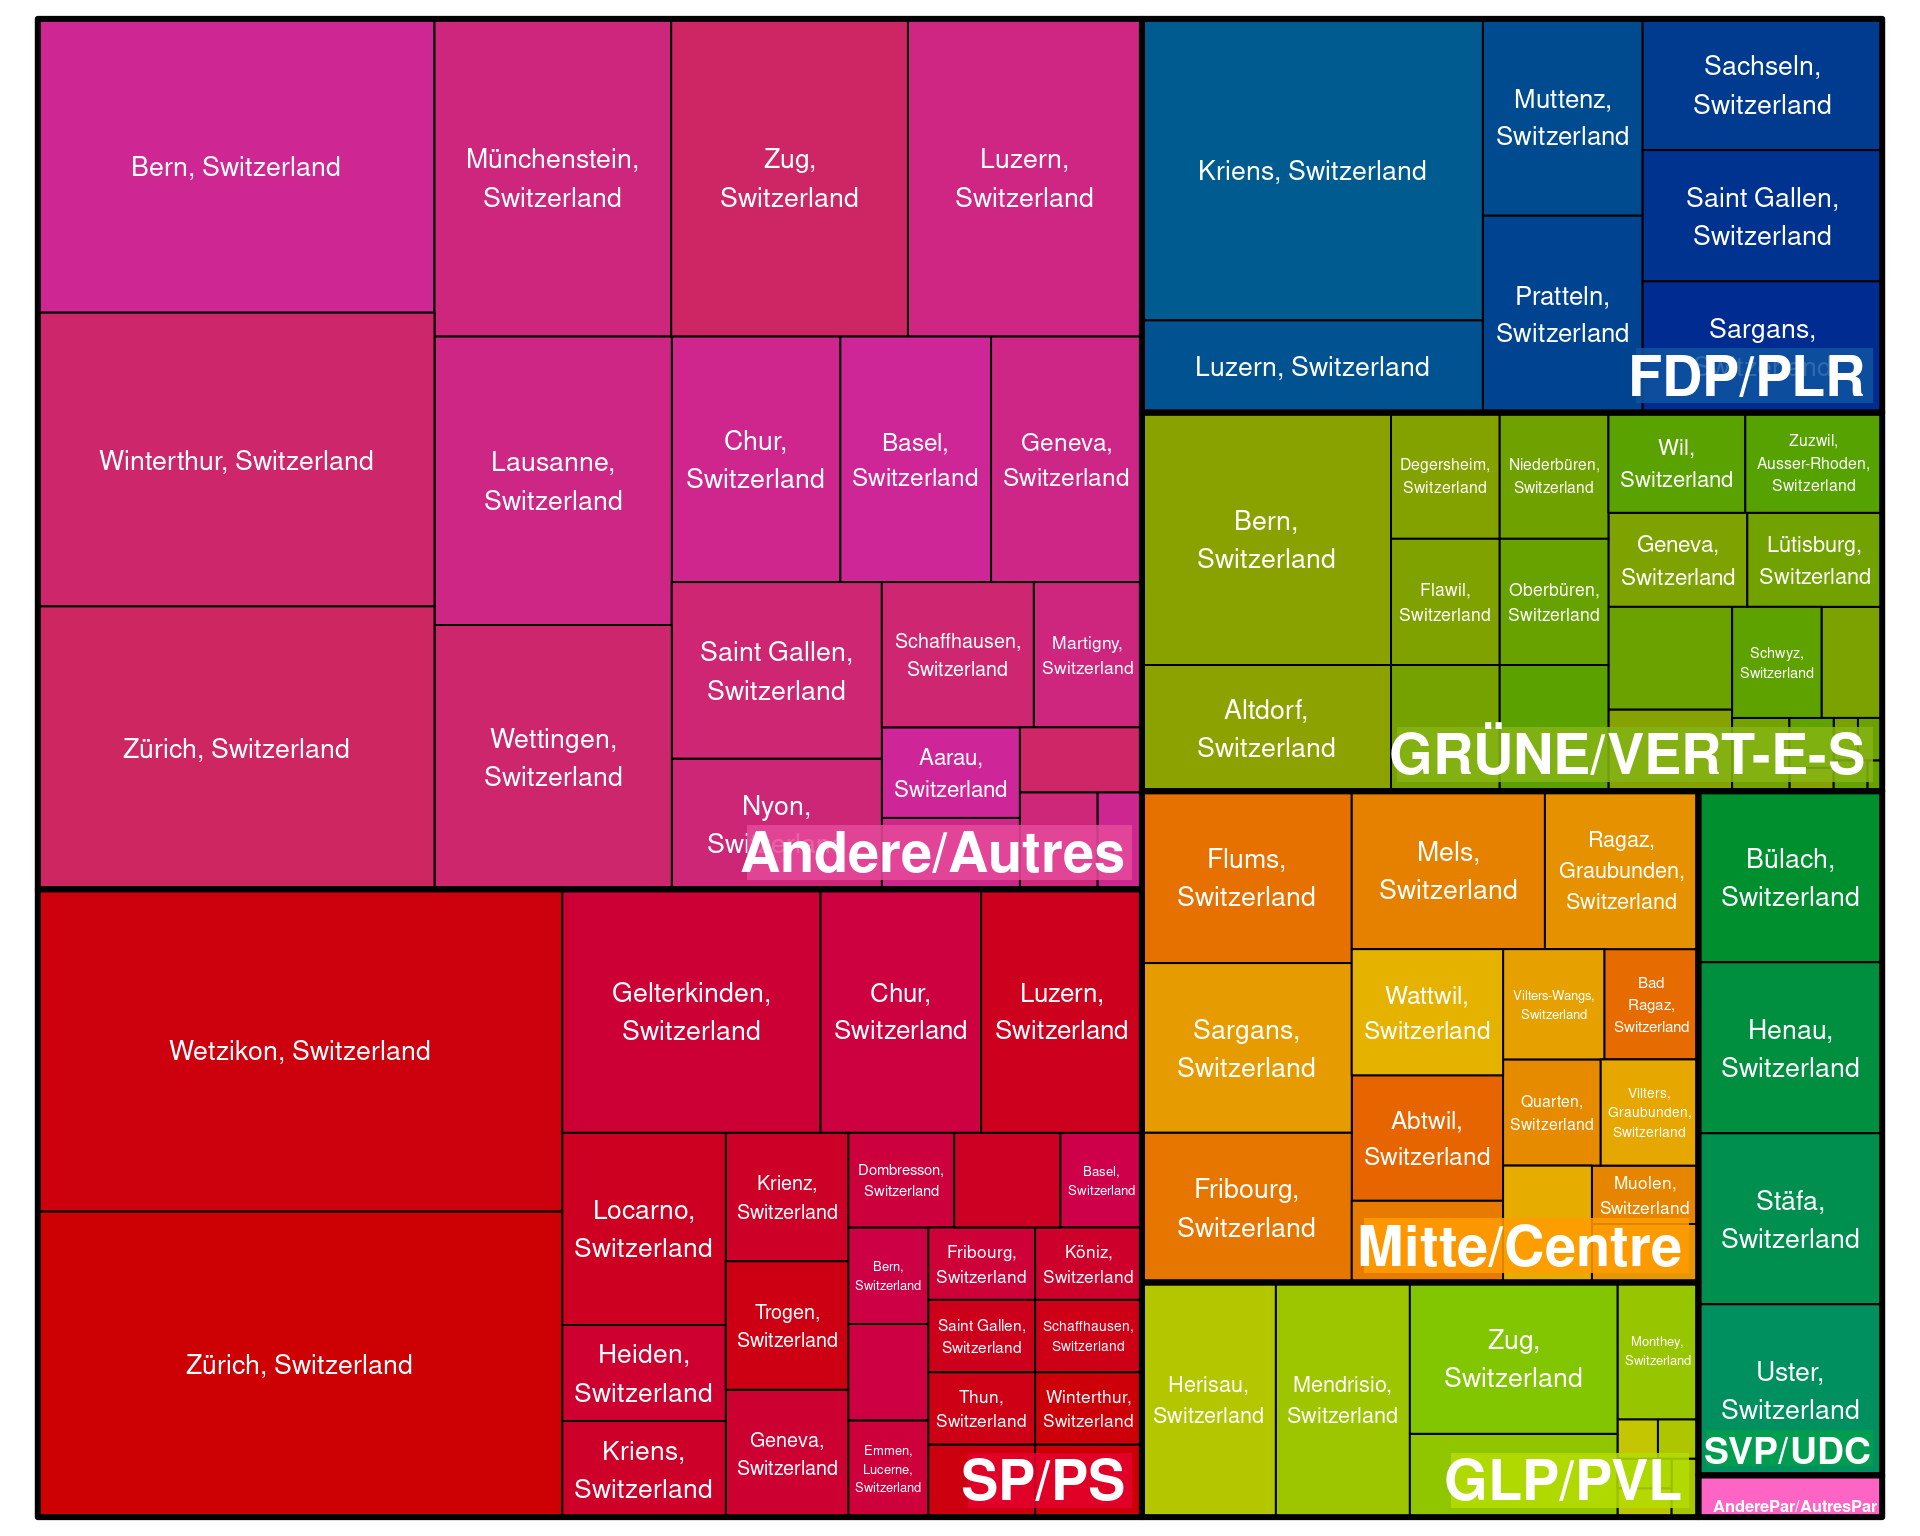 Bern, Switzerland
Winterthur, Switzerland
Zürich, Switzerland
Münchenstein,
Switzerland
Zug,
Switzerland
Luzern,
Switzerland
Lausanne,
Switzerland
Wettingen,
Switzerland
Chur,
Switzerland
Basel,
Switzerland
Geneva,
Switzerland
Saint Gallen,
Switzerland
Schaffhausen,
Switzerland
Martigny,
Switzerland
Aarau,
Switzerland
Nyon,
Switzerland
Andere/Autres
Wetzikon, Switzerland
Zürich, Switzerland
Gelterkinden,
Switzerland
Chur,
Switzerland
Luzern,
Switzerland
Locarno,
Switzerland
Heiden,
Switzerland
Kriens,
Switzerland
Krienz,
Switzerland
Trogen,
Switzerland
Geneva,
Switzerland
Dombresson,
Switzerland
Basel,
Switzerland
Bern,
Switzerland
Emmen,
Lucerne,
Switzerland
Fribourg,
Switzerland
Köniz,
Switzerland
Saint Gallen,
Switzerland
Schaffhausen,
Switzerland
Thun,
Switzerland
Winterthur,
Switzerland
SP/PS
Kriens, Switzerland
Luzern, Switzerland
Muttenz,
Switzerland
Pratteln,
Switzerland
Sachseln,
Switzerland
Saint Gallen,
Switzerland
Sargans,
Switzerland
FDP/PLR
Bern,
Switzerland
Altdorf,
Switzerland
Degersheim,
Switzerland
Flawil,
Switzerland
Niederbüren,
Switzerland
Oberbüren,
Switzerland
Wil,
Switzerland
Zuzwil,
Ausser-Rhoden,
Switzerland
Geneva,
Switzerland
Lütisburg,
Switzerland
Schwyz,
Switzerland
GRÜNE/VERT-E-S
Flums,
Switzerland
Sargans,
Switzerland
Fribourg,
Switzerland
Mels,
Switzerland
Ragaz,
Graubunden,
Switzerland
Wattwil,
Switzerland
Abtwil,
Switzerland
Vilters-Wangs,
Switzerland
Bad
Ragaz,
Switzerland
Quarten,
Switzerland
Vilters,
Graubunden,
Switzerland
Muolen,
Switzerland
Mitte/Centre
Herisau,
Switzerland
Mendrisio,
Switzerland
Zug,
Switzerland
Monthey,
Switzerland
GLP/PVL
Bülach,
Switzerland
Henau,
Switzerland
Stäfa,
Switzerland
Uster,
Switzerland
SVP/UDC
AnderePar/AutresPar